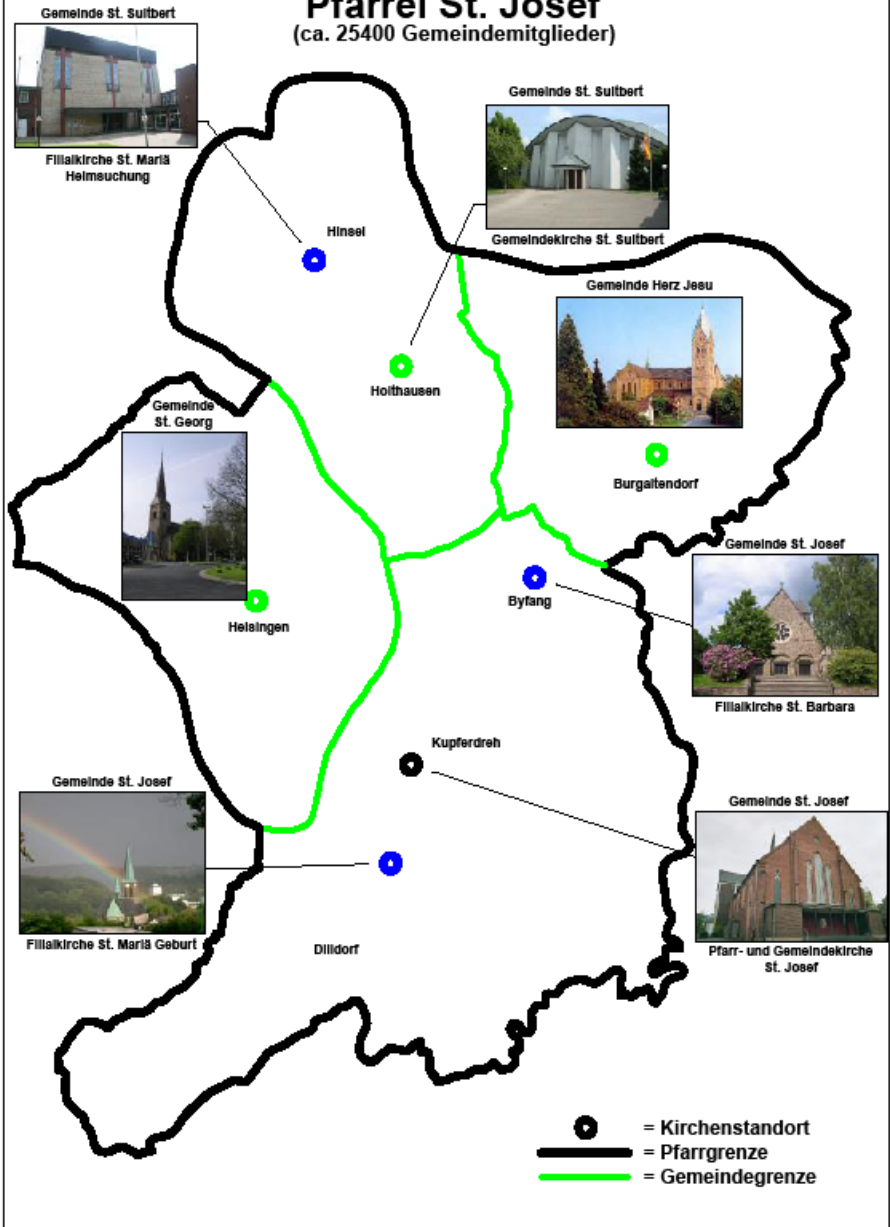 Pfarrei St. Josef
(ca. 25400 Gemeindemitglieder)
Gemeinde St. Suitbert
Filialkirche St. Mariä
Heimsuchung
Gemeinde St. Suitbert
Gemeindekirche St. Suitbert
Hinsel
Holthausen
Gemeinde Herz Jesu
Burgaltendorf
Gemeinde
St. Georg
Heisingen
Gemeinde St. Josef
Filialkirche St. Barbara
Byfang
Kupferdreh
Gemeinde St. Josef
Filialkirche St. Mariä Geburt
Gemeinde St. Josef
Pfarr- und Gemeindekirche
St. Josef
Dilldorf
= Kirchenstandort
= Pfarrgrenze
= Gemeindegrenze